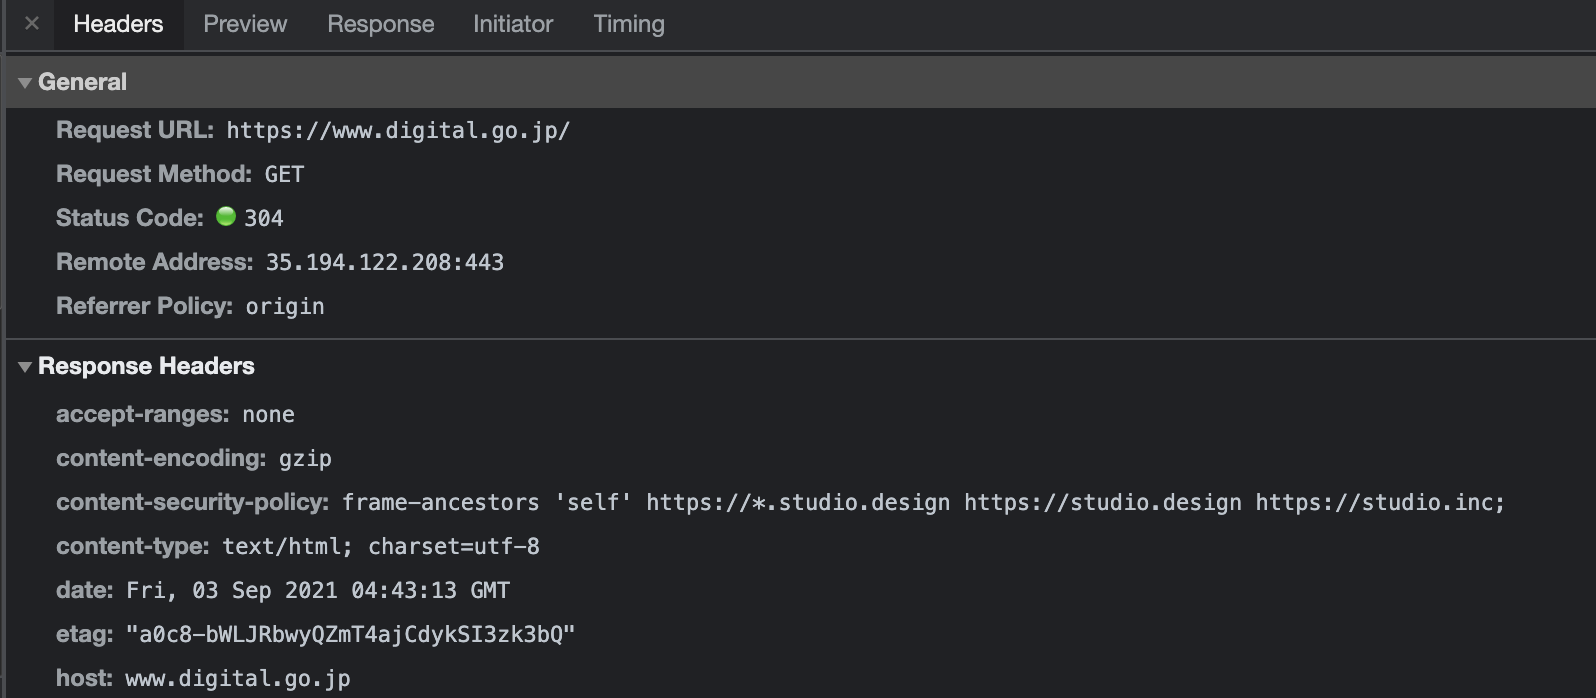 Headers Preview Response Initiator Timing
General
Request URL: https://www.digital.go.jp/
Request Method: GET
Status Code: 304
Remote Address: 35.194.122.208:443
Referrer Policy: origin
Response Headers
accept-ranges: none
content-encoding: gzip
content-security-policy: frame-ancestors 'self' https://*.studio.design https://studio.design https://studio.inc;
content-type: text/html; charset=utf-8
date: Fri, 03 Sep 2021 04:43:13 GMT
etag: "a0c8-bWLJRbwyQZmT4ajCdykSI3zk3bQ"
host: www.digital.go.jp